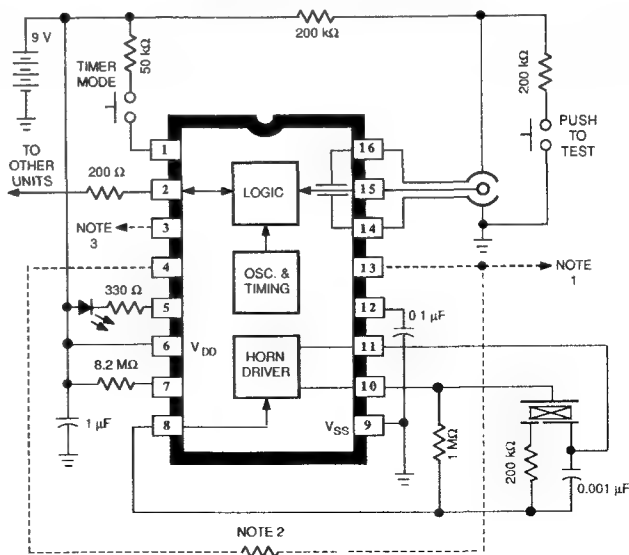 9 V
200 kΩ
50 kΩ
TIMER
MODE
200 kΩ
PUSH
TO
TEST
TO
OTHER
UNITS
200 Ω
1
2
3
4
5
6
7
8
16
15
14
13
12
11
10
9
LOGIC
NOTE
3
OSC. &
TIMING
NOTE
1
330 Ω
0.1 µF
V DD
HORN
DRIVER
8.2 MΩ
1 µF
V SS
1 MΩ
200 kΩ
0.001 µF
NOTE 2